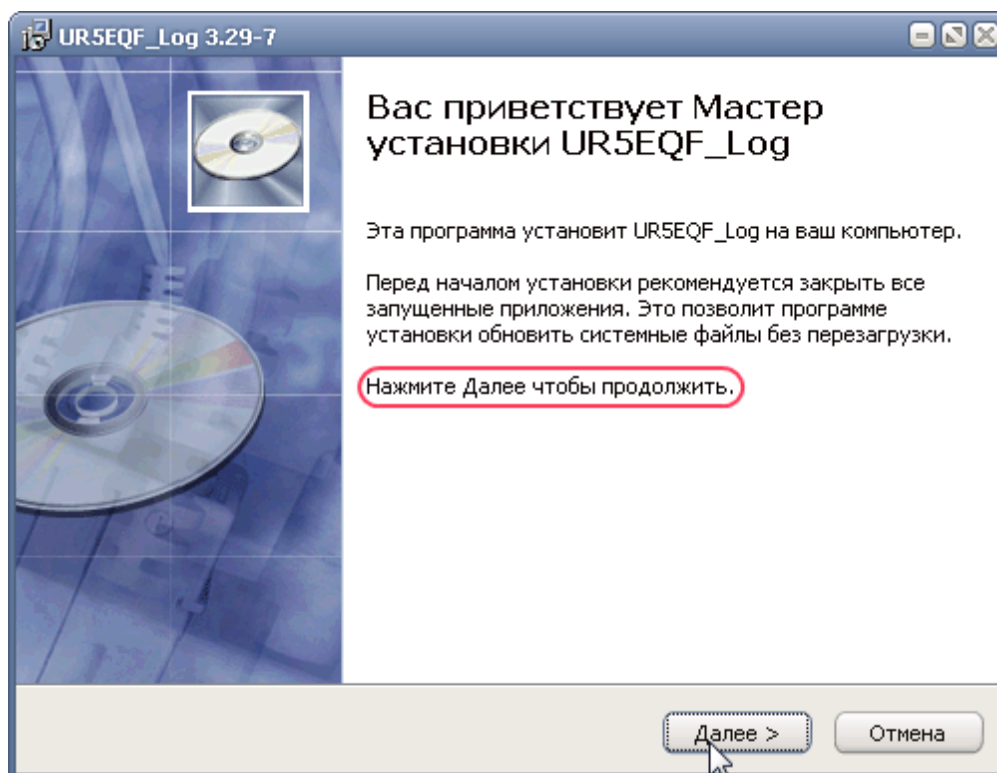 UR5EQF_Log 3.29-7
Вас приветствует Мастер
установки UR5EQF_Log
Эта программа установит UR5EQF_Log на ваш компьютер.
Перед началом установки рекомендуется закрыть все
запущенные приложения. Это позволит программе
установки обновить системные файлы без перезагрузки.
Нажмите Далее чтобы продолжить.
Далее >
Отмена